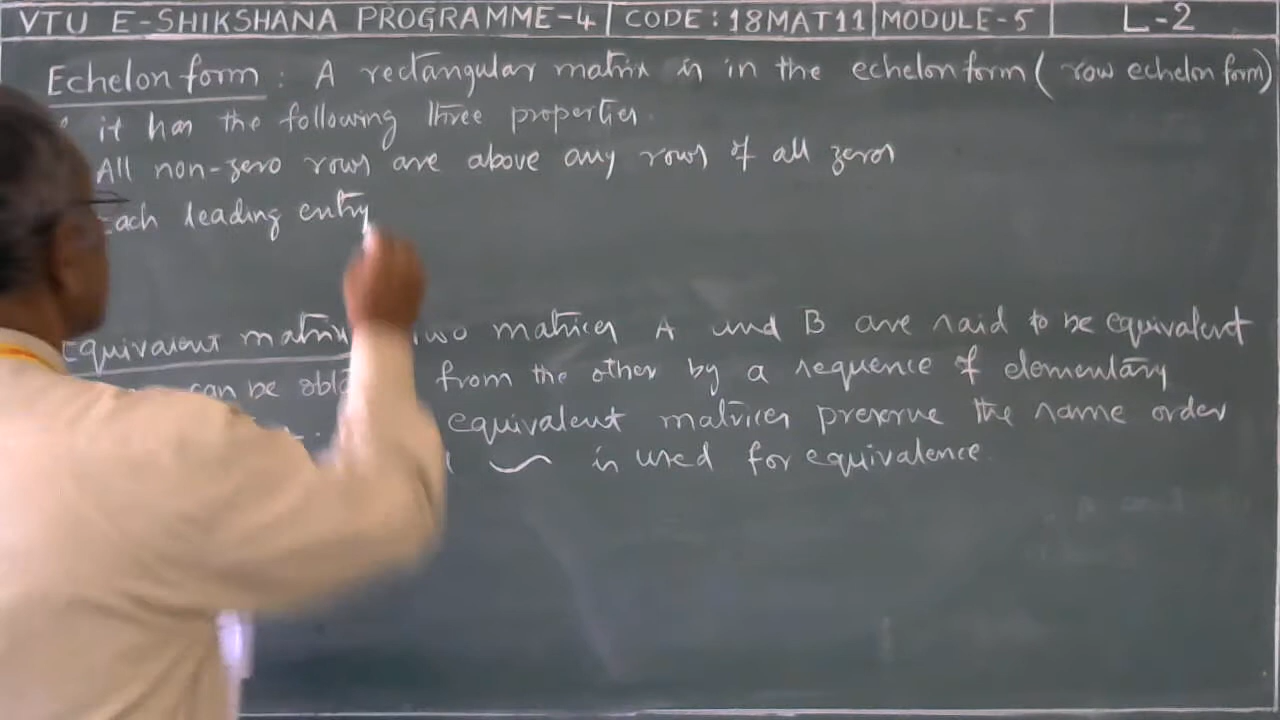 VTU E-SHIKSHANA PROGRAMME-4 | CODE: 18MAT11 | MODULE-5 | L-2
Echelon form : A rectangular matrix is in the echelon form ( row echelon form)
it has the following three properties.
All non-zero rows are above any rows of all zeros
Each leading entry
Equivalent matrix Two matrices A and B are said to be equivalent
can be from the other by a sequence of elementary
equivalent matrices preserve the same order
is used for equivalence.